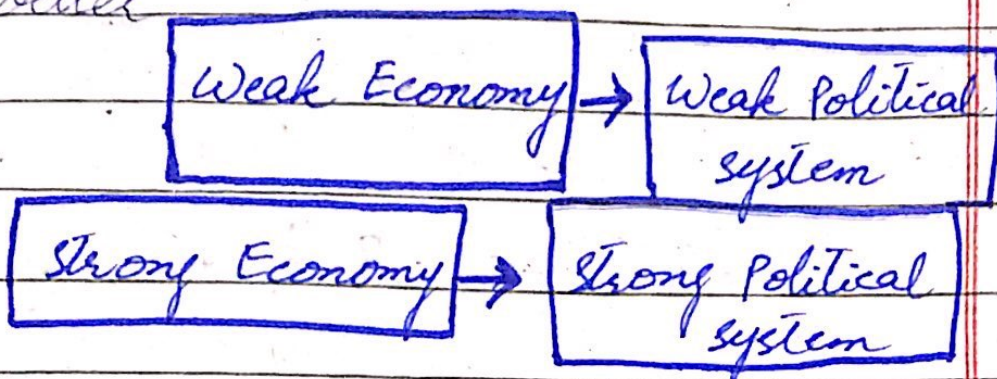 Weak Economy → Weak Political
system
Strong Economy → Strong Political
system